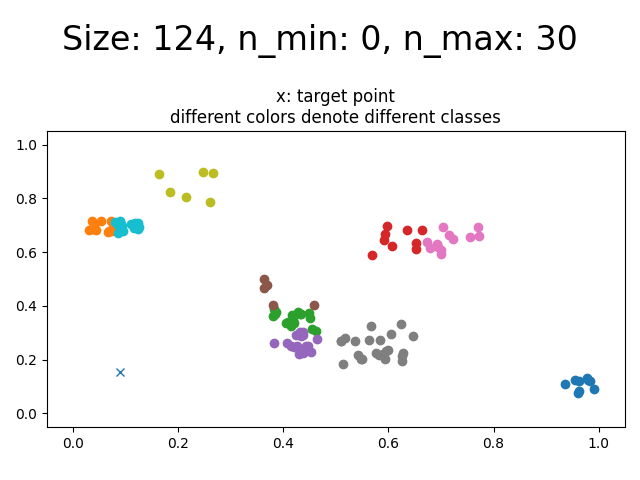 Size: 124, n_min: 0, n_max: 30
x: target point
different colors denote different classes
1.0
0.8
0.6
0.4
0.2
0.0
0.0 0.2 0.4 0.6 0.8 1.0